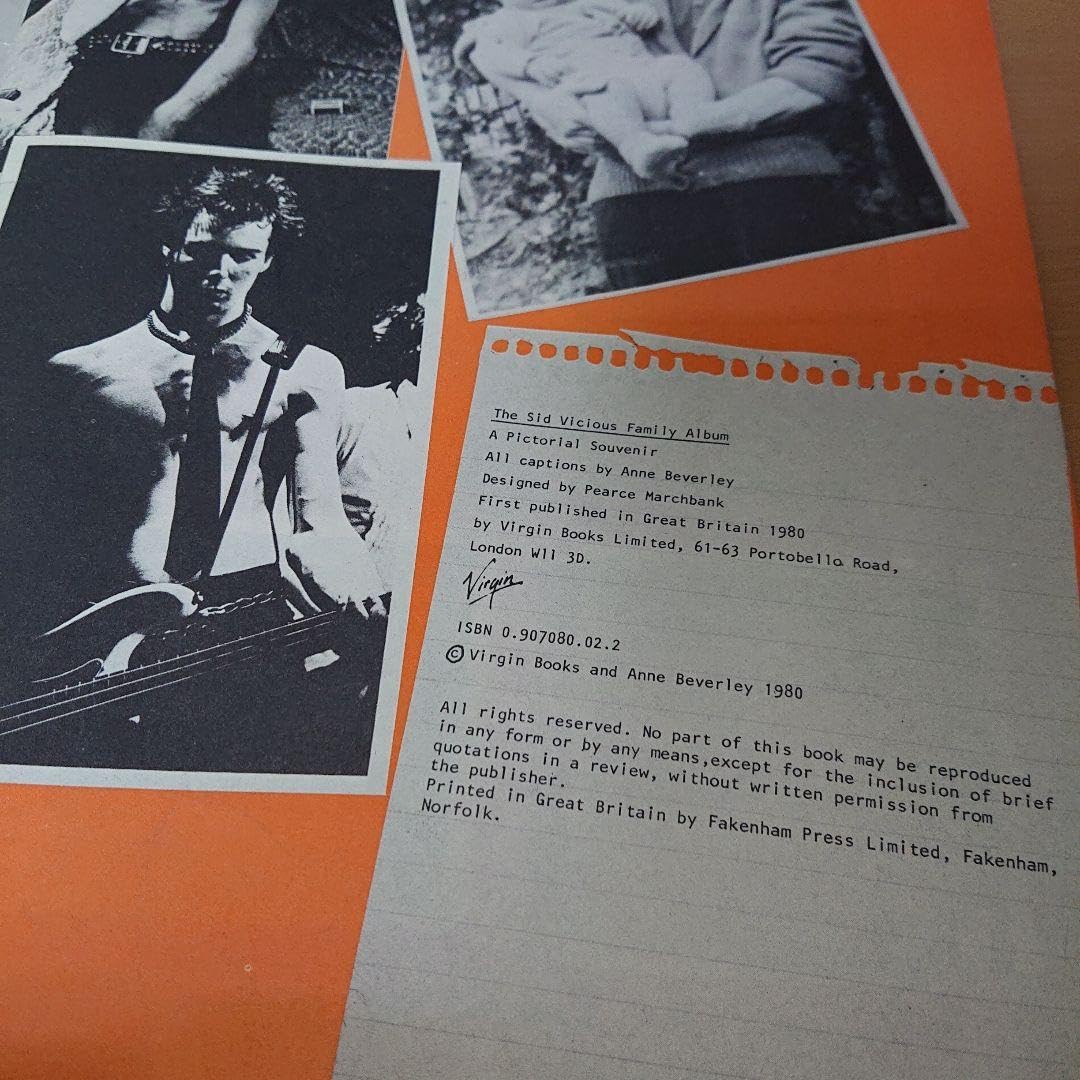 The Sid Vicious Family Album
A Pictorial Souvenir
All captions by Anne Beverley
Designed by Pearce Marchbank
First published in Great Britain 1980
by Virgin Books Limited, 61-63 Portobello Road,
London W11 3D.
Virgin
ISBN 0.907080.02.2
© Virgin Books and Anne Beverley 1980
All rights reserved. No part of this book may be reproduced
in any form or by any means,except for the inclusion of brief
quotations in a review, without written permission from
the publisher.
Printed in Great Britain by Fakenham Press Limited, Fakenham,
Norfolk.